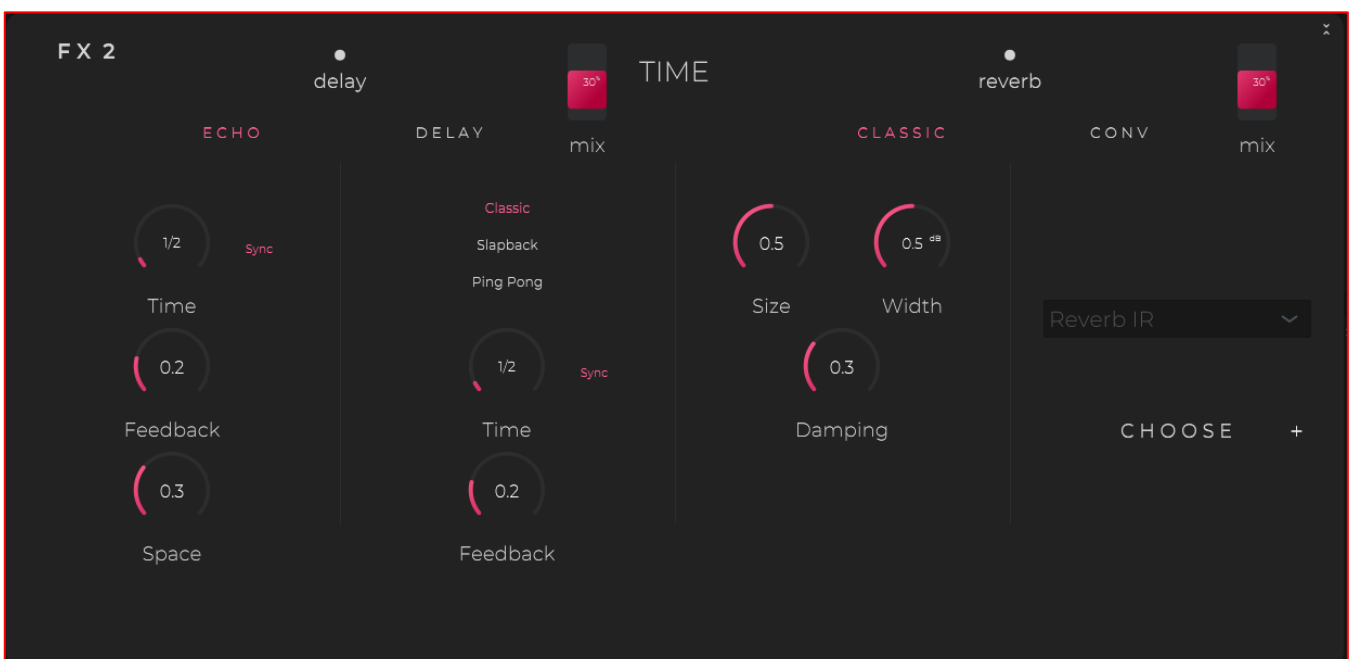 FX 2
delay
30%
mix
TIME
reverb
30%
mix
ECHO
DELAY
CLASSIC
CONV
1/2
Sync
Time
0.2
Feedback
0.3
Space
Classic
Slapback
Ping Pong
1/2
Sync
Time
0.2
Feedback
0.5
Size
0.5 dB
Width
0.3
Damping
Reverb IR
CHOOSE +